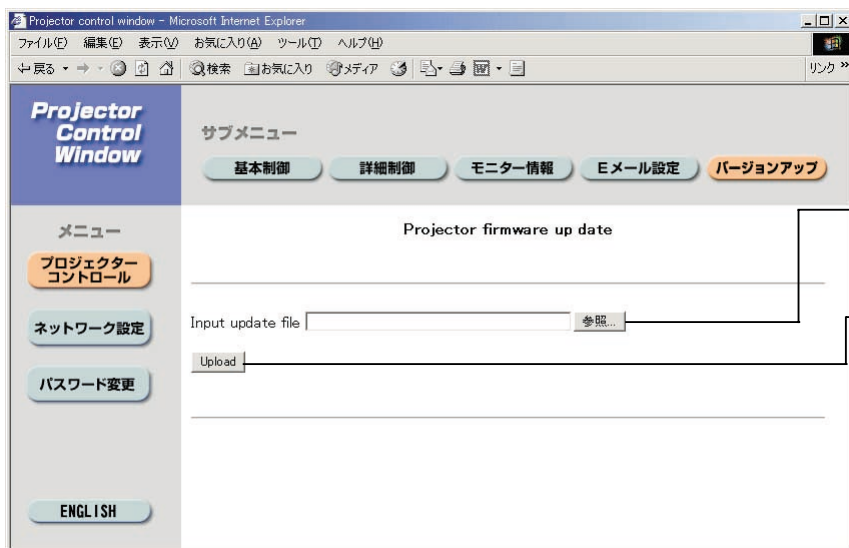 Projector control window - Microsoft Internet Explorer
ファイル(F) 編集(E) 表示(V) お気に入り(A) ツール(T) ヘルプ(H)
戻る 検索 お気に入り メディア リンク »
Projector
Control
Window
サブメニュー
基本制御 詳細制御 モニター情報 Eメール設定 バージョンアップ
メニュー
プロジェクター
コントロール
ネットワーク設定
パスワード変更
ENGLISH
Projector firmware up date
Input update file 参照...
Upload